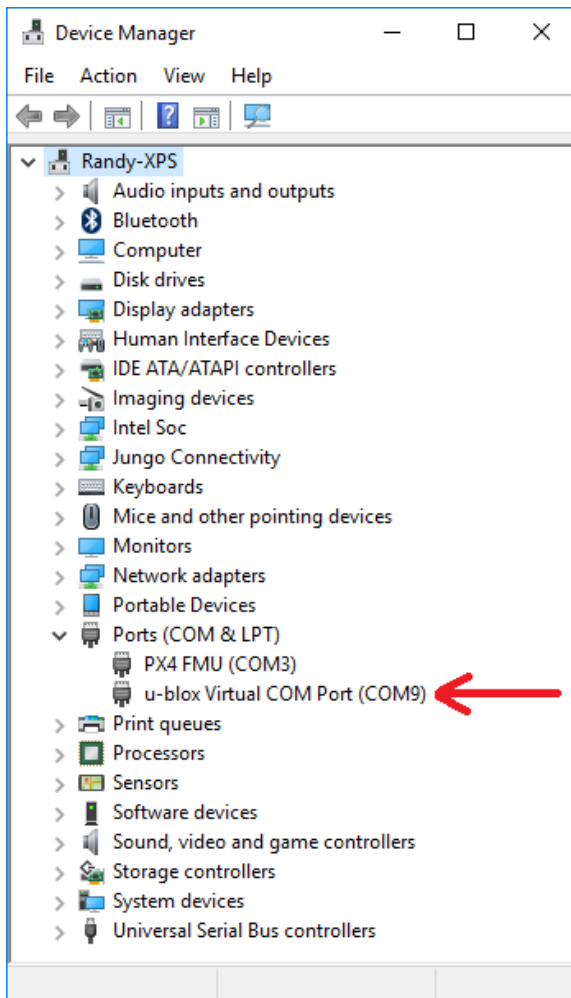 Device Manager
File Action View Help
Randy-XPS
Audio inputs and outputs
Bluetooth
Computer
Disk drives
Display adapters
Human Interface Devices
IDE ATA/ATAPI controllers
Imaging devices
Intel Soc
Jungo Connectivity
Keyboards
Mice and other pointing devices
Monitors
Network adapters
Portable Devices
Ports (COM & LPT)
PX4 FMU (COM3)
u-blox Virtual COM Port (COM9)
Print queues
Processors
Sensors
Software devices
Sound, video and game controllers
Storage controllers
System devices
Universal Serial Bus controllers